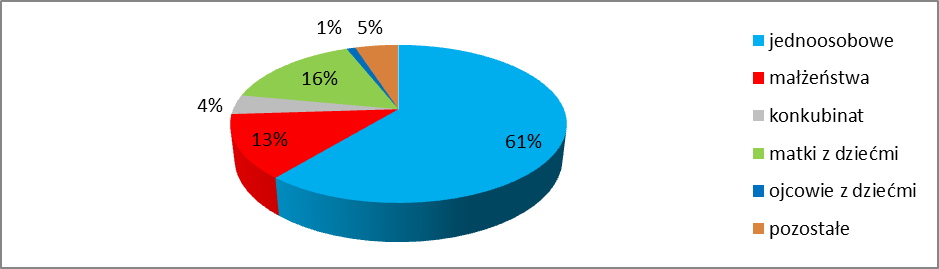 1%
5%
16%
4%
13%
61%
jednoosobowe
małżeństwa
konkubinat
matki z dziećmi
ojcowie z dziećmi
pozostałe